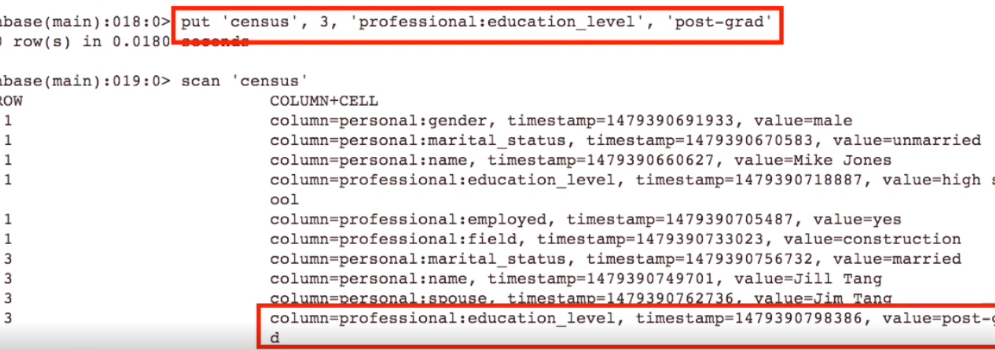 base(main):018:0> put 'census', 3, 'professional:education_level', 'post-grad'
row(s) in 0.0180 seconds
base(main):019:0> scan 'census'
ROW COLUMN+CELL
1 column=personal:gender, timestamp=1479390691933, value=male
1 column=personal:marital_status, timestamp=1479390670583, value=unmarried
1 column=personal:name, timestamp=1479390660627, value=Mike Jones
1 column=professional:education_level, timestamp=1479390718887, value=high s
ool
1 column=professional:employed, timestamp=1479390705487, value=yes
1 column=professional:field, timestamp=1479390733023, value=construction
3 column=personal:marital_status, timestamp=1479390756732, value=married
3 column=personal:name, timestamp=1479390749701, value=Jill Tang
3 column=personal:spouse, timestamp=1479390762736, value=Jim Tang
3 column=professional:education_level, timestamp=1479390798386, value=post-g
d